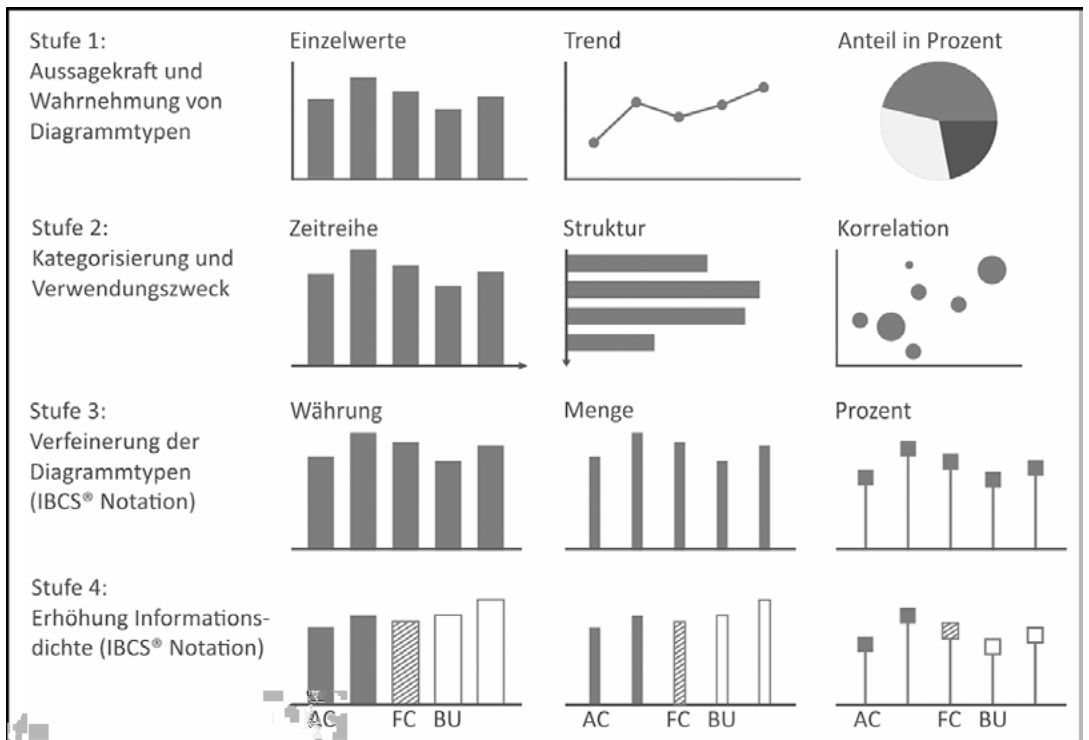 Stufe 1:
Aussagekraft und
Wahrnehmung von
Diagrammtypen
Einzelwerte
Trend
Anteil in Prozent
Stufe 2:
Kategorisierung und
Verwendungszweck
Zeitreihe
Struktur
Korrelation
Stufe 3:
Verfeinerung der
Diagrammtypen
(IBCS® Notation)
Währung
Menge
Prozent
Stufe 4:
Erhöhung Informations-
dichte (IBCS® Notation)
AC FC BU
AC FC BU
AC FC BU